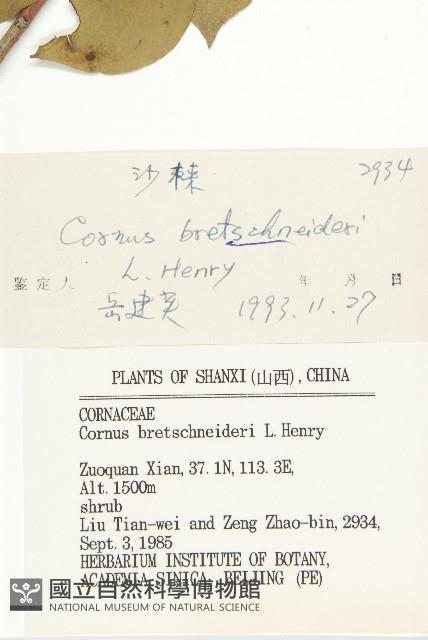 沙棶 2934
Cornus bretschneideri
L. Henry
鉴定人 年 月 日
岳建英 1993.11.27
PLANTS OF SHANXI (山西), CHINA
CORNACEAE
Cornus bretschneideri L. Henry
Zuoquan Xian, 37.1N, 113.3E,
Alt. 1500m
shrub
Liu Tian-wei and Zeng Zhao-bin, 2934,
Sept. 3, 1985
HERBARIUM INSTITUTE OF BOTANY,
ACADEMIA SINICA, BEIJING (PE)
國立自然科學博物館
NATIONAL MUSEUM OF NATURAL SCIENCE